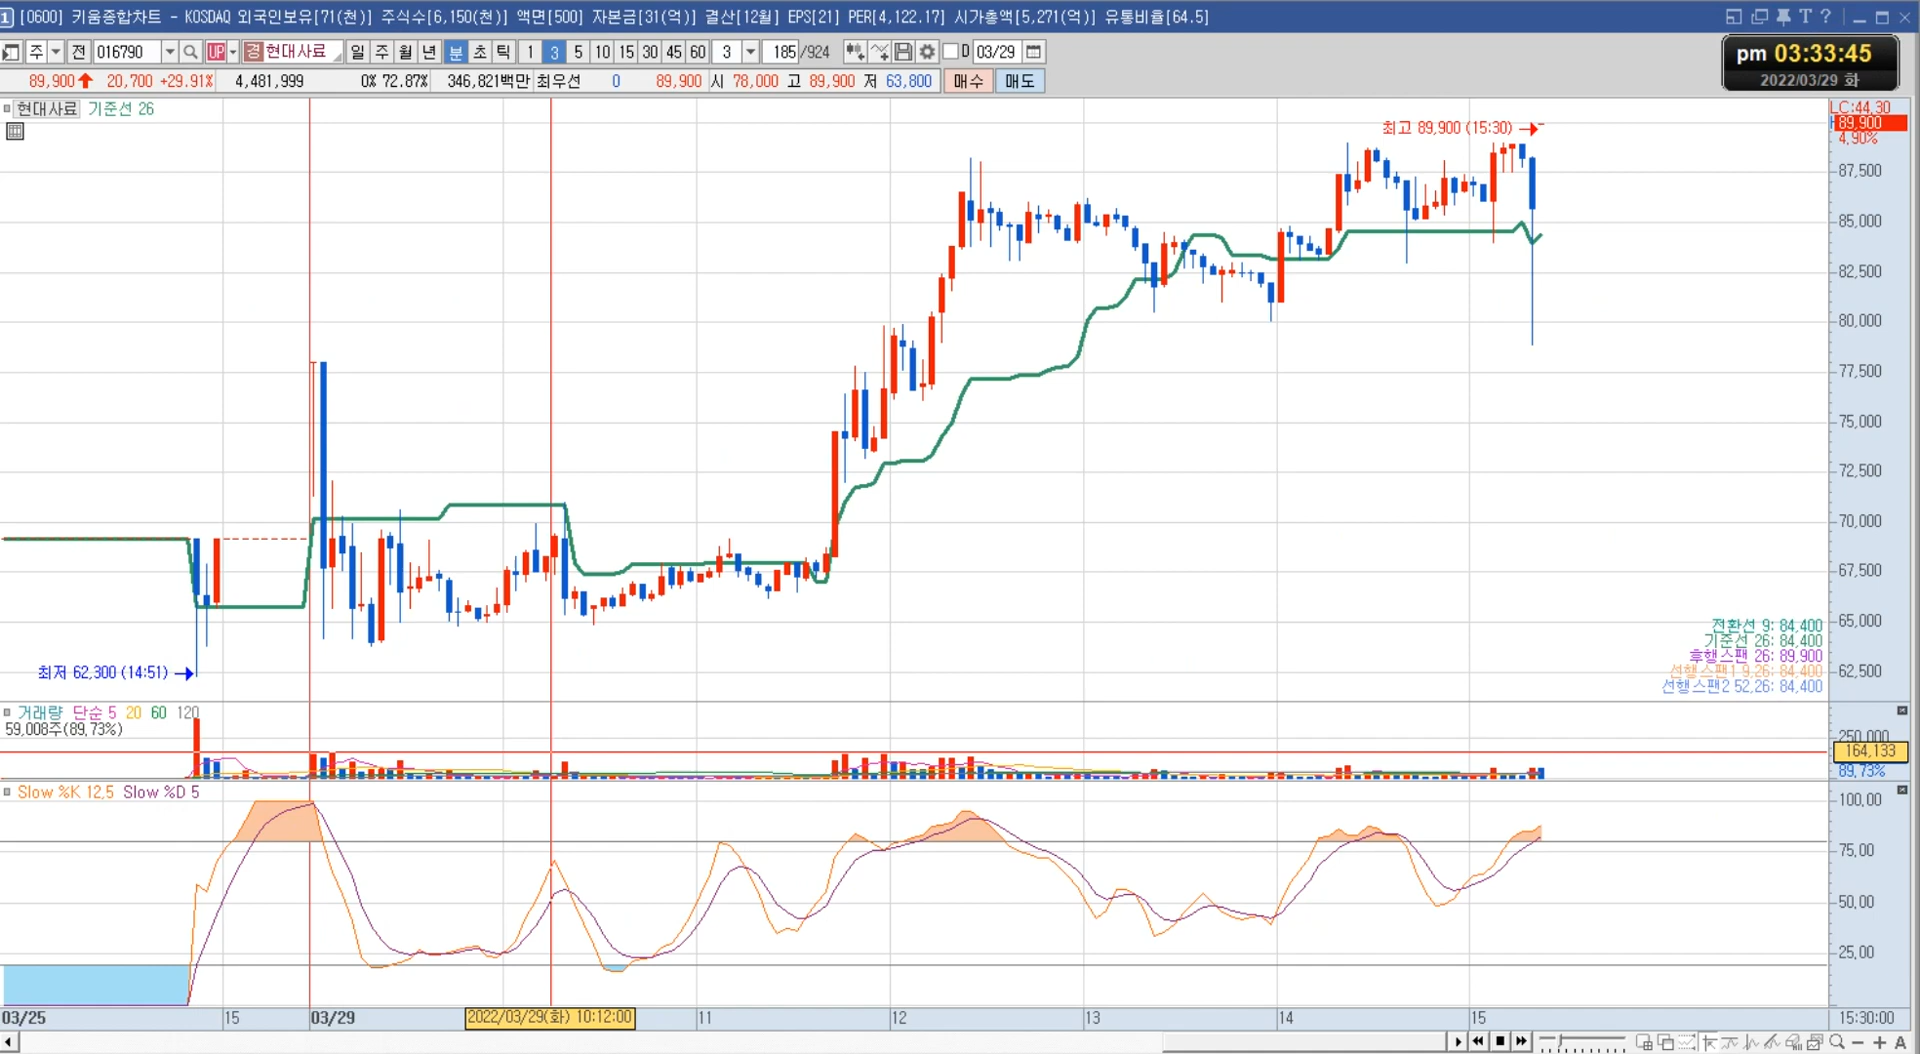 [0600] 키움종합차트 - KOSDAQ 외국인보유[71(천)] 주식수[6,150(천)] 액면[500] 자본금[31(억)] 결산[12월] EPS[21] PER[4,122.17] 시가총액[5,271(억)] 유통비율[64.5]
주 전 016790 UP 경 현대사료 일 주 월 년 분 초 틱 1 3 5 10 15 30 45 60 3 185 /924 D 03/29
pm 03:33:45
2022/03/29 화
89,900 20,700 +29.91% 4,481,999 0% 72.87% 346,821백만 최우선 0 89,900 시 78,000 고 89,900 저 63,800 매수 매도
현대사료 기준선 26
LC:44,30
최고 89,900 (15:30)
89,900
4,90%
87,500
85,000
82,500
80,000
77,500
75,000
72,500
70,000
67,500
65,000
62,500
최저 62,300 (14:51)
전환선 9: 84,400
기준선 26: 84,400
후행스팬 26: 89,900
선행스팬1 9,26: 84,400
선행스팬2 52,26: 84,400
거래량 단순 5 20 60 120
59,008주(89,73%)
250,000
164,133
89,73%
Slow %K 12,5 Slow %D 5
100,00
75,00
50,00
25,00
03/25 15 03/29 2022/03/29(화) 10:12:00 11 12 13 14 15 15:30:00